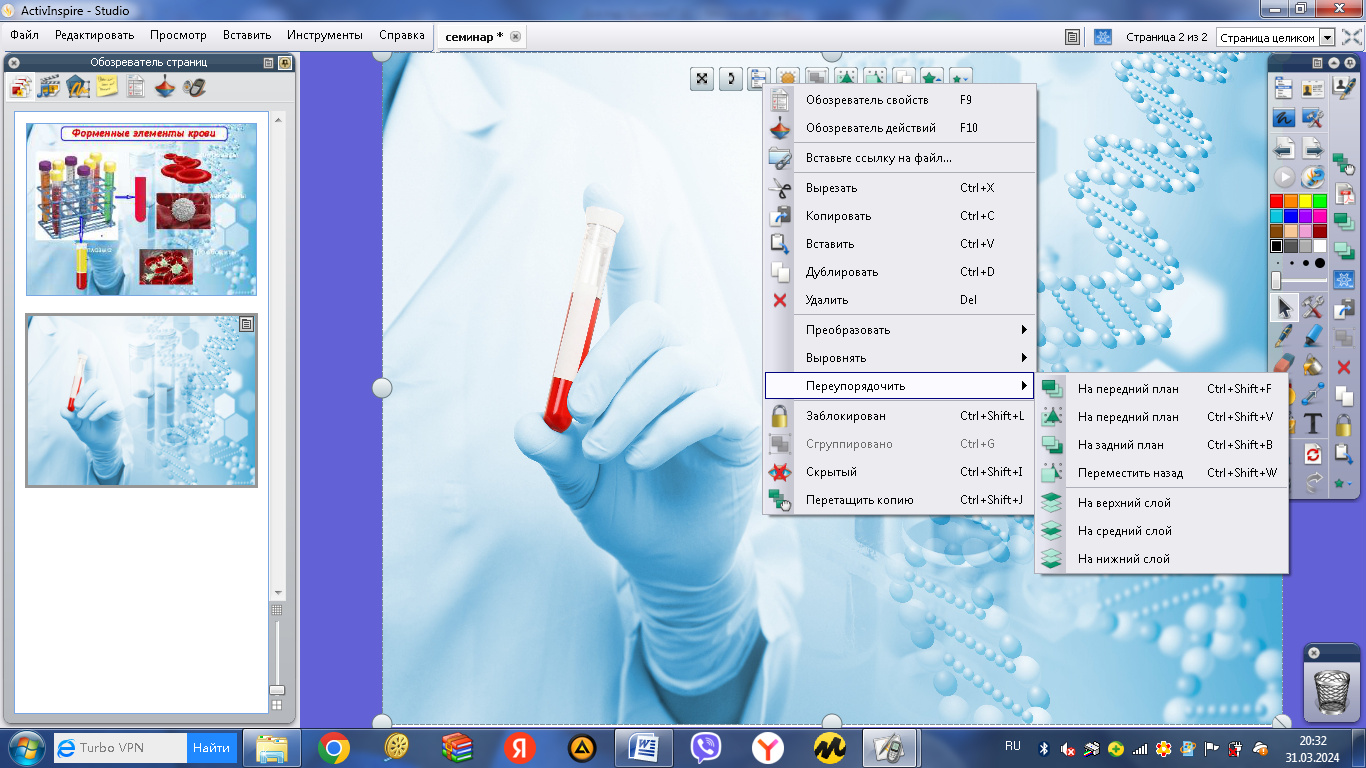 ActivInspire - Studio
Файл Редактировать Просмотр Вставить Инструменты Справка
семинар *
Страница 2 из 2 Страница целиком
Обозреватель страниц
Форменные элементы крови
Обозреватель свойств F9
Обозреватель действий F10
Вставьте ссылку на файл...
Вырезать Ctrl+X
Копировать Ctrl+C
Вставить Ctrl+V
Дублировать Ctrl+D
Удалить Del
Преобразовать
Выровнять
Переупорядочить
Заблокирован Ctrl+Shift+L
Сгруппировано Ctrl+G
Скрытый Ctrl+Shift+I
Перетащить копию Ctrl+Shift+J
На передний план Ctrl+Shift+F
На передний план Ctrl+Shift+V
На задний план Ctrl+Shift+B
Переместить назад Ctrl+Shift+W
На верхний слой
На средний слой
На нижний слой
Turbo VPN Найти
RU
20:32
31.03.2024